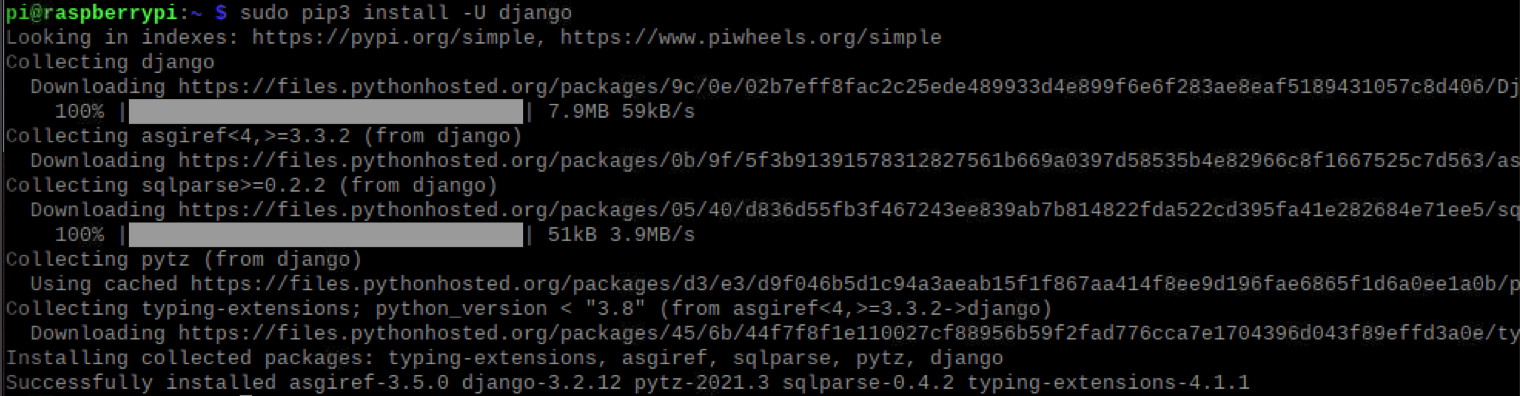 pi@raspberrypi:~ $ sudo pip3 install -U django
Looking in indexes: https://pypi.org/simple, https://www.piwheels.org/simple
Collecting django
Downloading https://files.pythonhosted.org/packages/9c/0e/02b7eff8fac2c25ede489933d4e899f6e6f283ae8eaf5189431057c8d406/Dj
100% | | 7.9MB 59kB/s
Collecting asgiref<4,>=3.3.2 (from django)
Downloading https://files.pythonhosted.org/packages/0b/9f/5f3b91391578312827561b669a0397d58535b4e82966c8f1667525c7d563/as
Collecting sqlparse>=0.2.2 (from django)
Downloading https://files.pythonhosted.org/packages/05/40/d836d55fb3f467243ee839ab7b814822fda522cd395fa41e282684e71ee5/sq
100% | | 51kB 3.9MB/s
Collecting pytz (from django)
Using cached https://files.pythonhosted.org/packages/d3/e3/d9f046b5d1c94a3aeab15f1f867aa414f8ee9d196fae6865f1d6a0ee1a0b/p
Collecting typing-extensions; python_version < "3.8" (from asgiref<4,>=3.3.2->django)
Downloading https://files.pythonhosted.org/packages/45/6b/44f7f8f1e110027cf88956b59f2fad776cca7e1704396d043f89effd3a0e/ty
Installing collected packages: typing-extensions, asgiref, sqlparse, pytz, django
Successfully installed asgiref-3.5.0 django-3.2.12 pytz-2021.3 sqlparse-0.4.2 typing-extensions-4.1.1